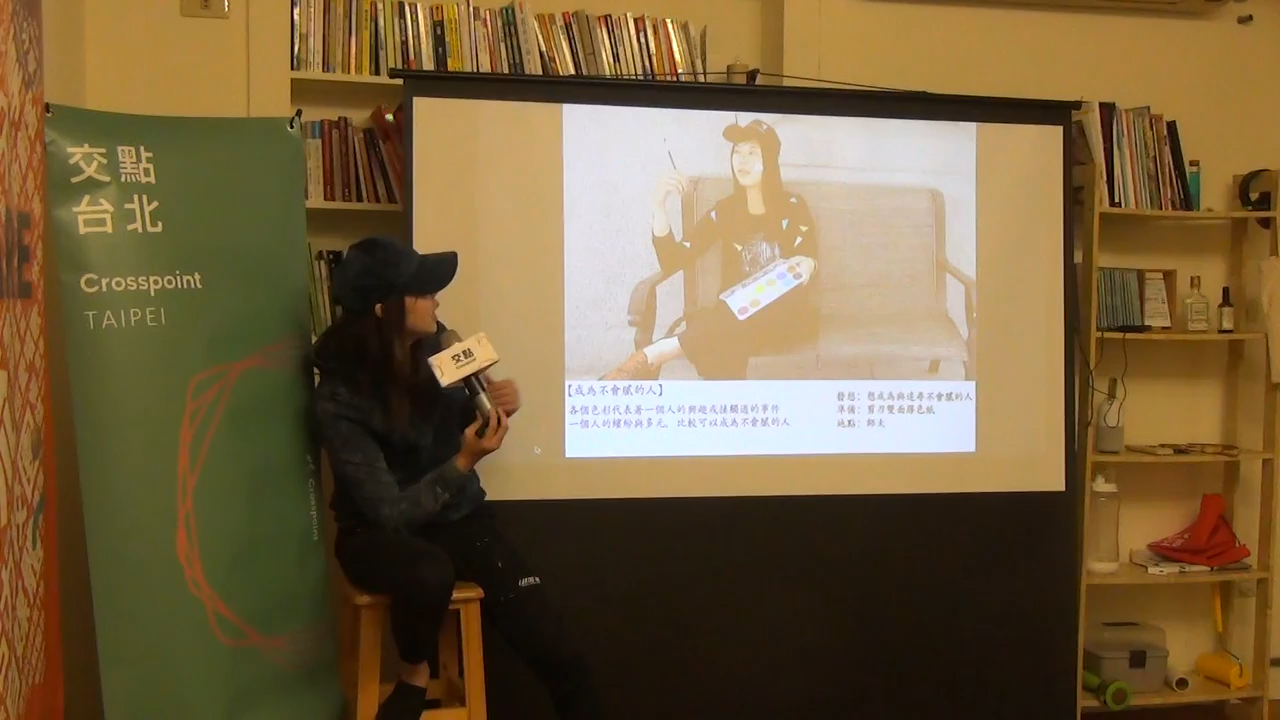 交點
台北
Crosspoint
TAIPEI
交點
【成為不會膩的人】
各個色彩代表著一個人的興趣或接觸過的事件
一個人的繽紛與多元，比較可以成為不會膩的人
發想：想成為與追尋不會膩的人
準備：剪刀雙面膠色紙
地點：師大
of Crosspoint